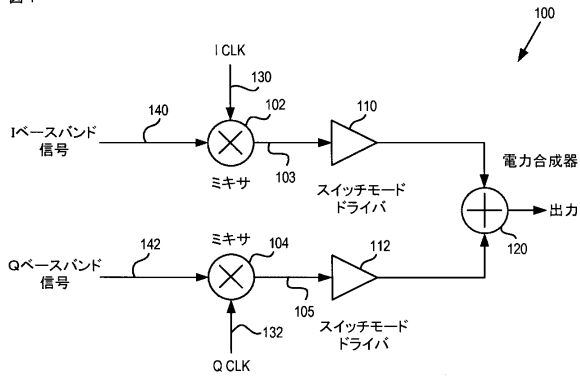 100
I CLK
130
140
102
110
Iベースバンド
信号
103
ミキサ
スイッチモード
ドライバ
電力合成器
出力
120
ミキサ
Qベースバンド
信号
142
104
112
105
132
スイッチモード
ドライバ
Q CLK